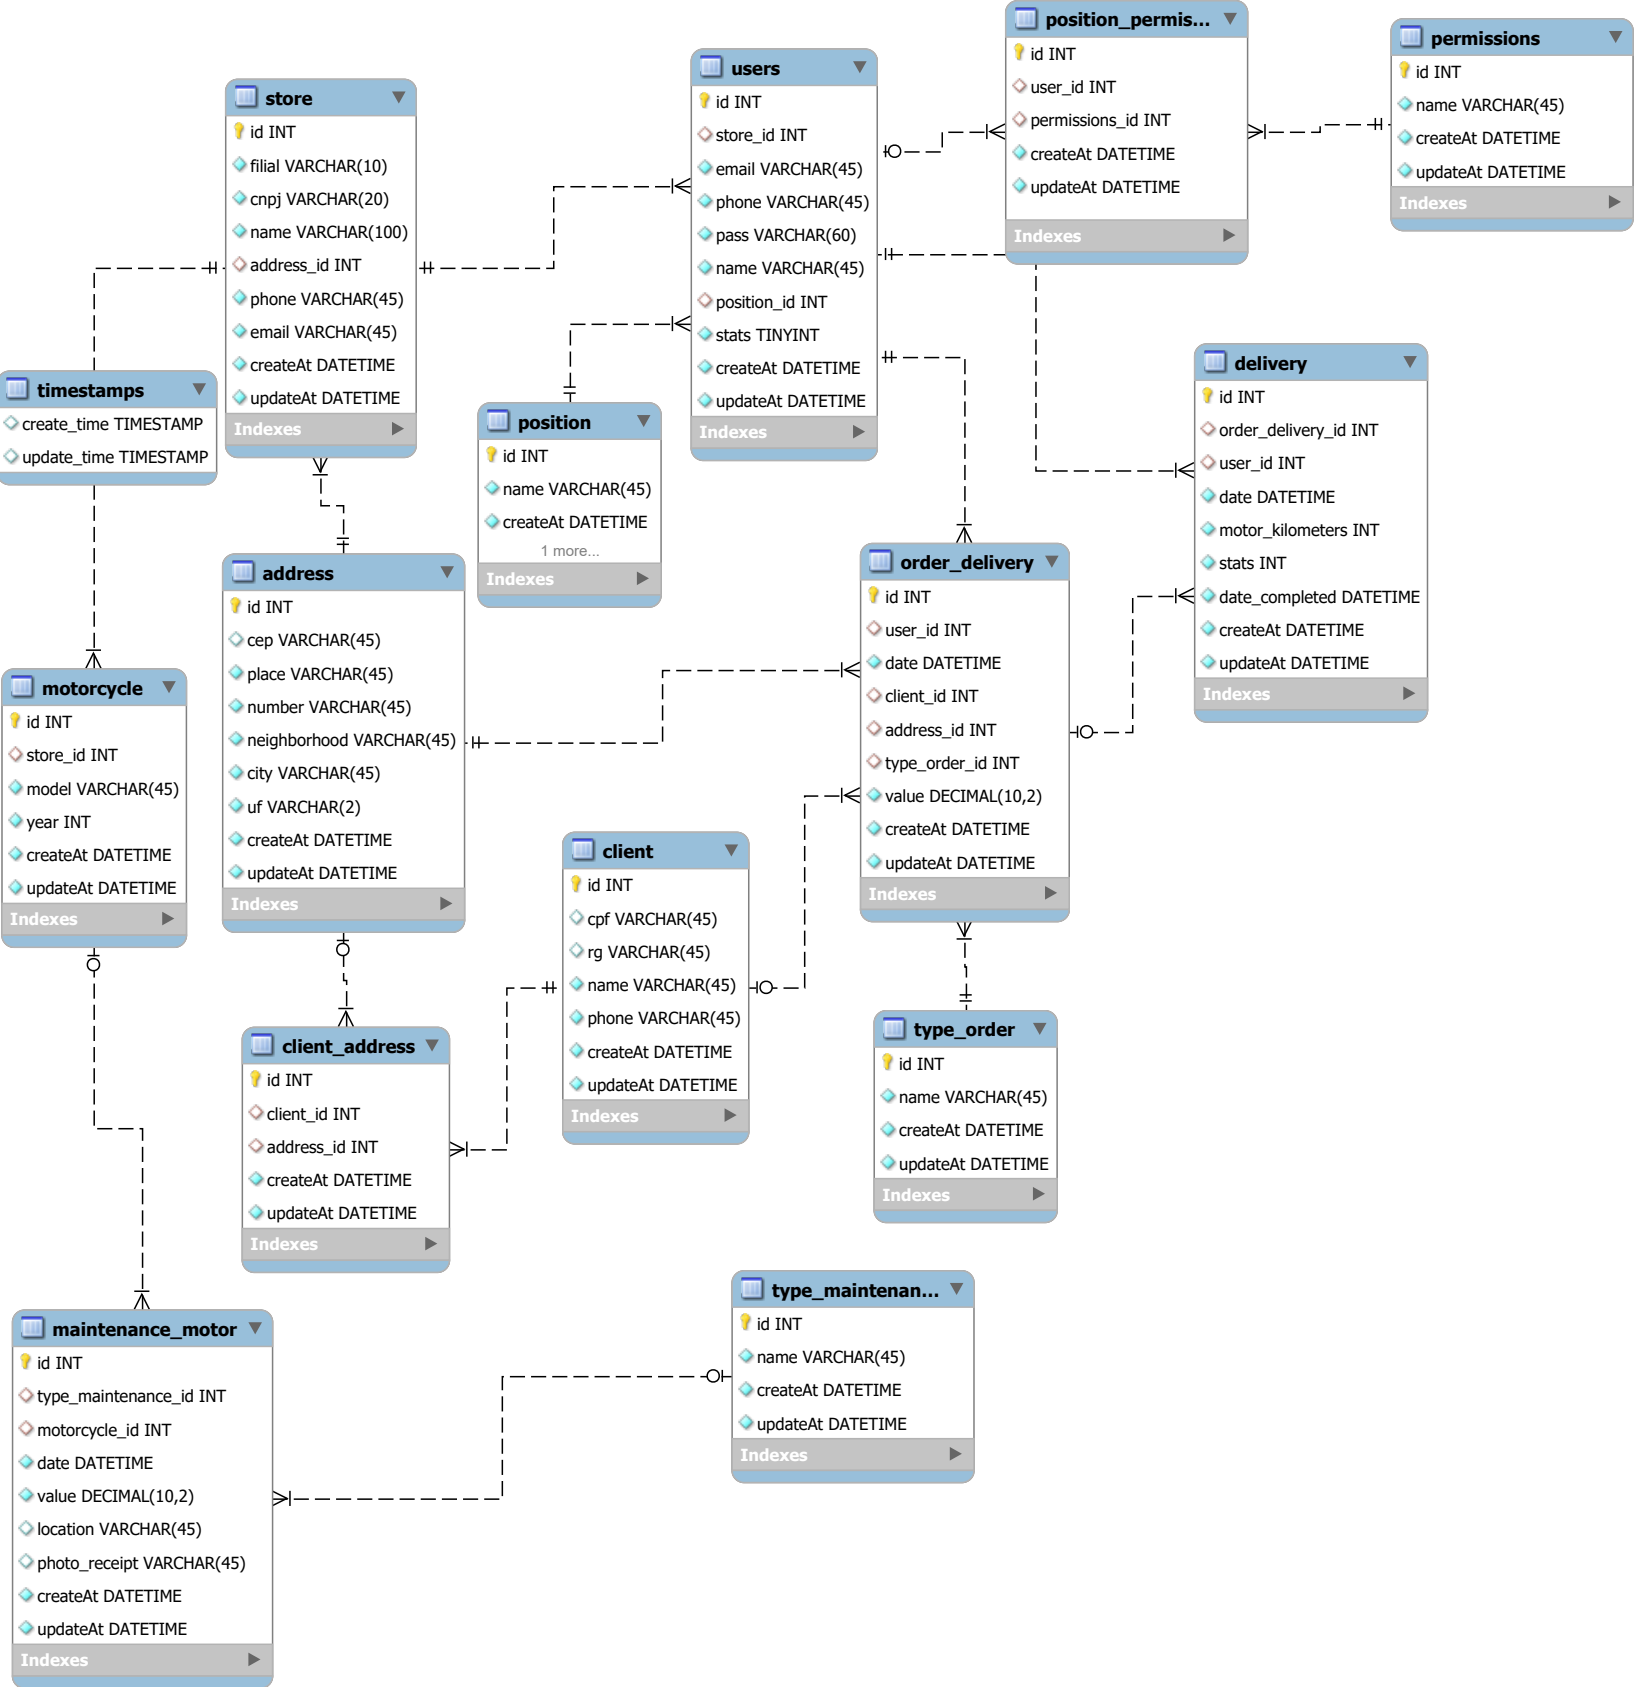 position_permis...
id INT
user_id INT
permissions_id INT
createAt DATETIME
updateAt DATETIME
Indexes
permissions
id INT
name VARCHAR(45)
createAt DATETIME
updateAt DATETIME
Indexes
users
id INT
store_id INT
email VARCHAR(45)
phone VARCHAR(45)
pass VARCHAR(60)
name VARCHAR(45)
position_id INT
stats TINYINT
createAt DATETIME
updateAt DATETIME
Indexes
store
id INT
filial VARCHAR(10)
cnpj VARCHAR(20)
name VARCHAR(100)
address_id INT
phone VARCHAR(45)
email VARCHAR(45)
createAt DATETIME
updateAt DATETIME
Indexes
timestamps
create_time TIMESTAMP
update_time TIMESTAMP
position
id INT
name VARCHAR(45)
createAt DATETIME
1 more...
Indexes
delivery
id INT
order_delivery_id INT
user_id INT
date DATETIME
motor_kilometers INT
stats INT
date_completed DATETIME
createAt DATETIME
updateAt DATETIME
Indexes
address
id INT
cep VARCHAR(45)
place VARCHAR(45)
number VARCHAR(45)
neighborhood VARCHAR(45)
city VARCHAR(45)
uf VARCHAR(2)
createAt DATETIME
updateAt DATETIME
Indexes
order_delivery
id INT
user_id INT
date DATETIME
client_id INT
address_id INT
type_order_id INT
value DECIMAL(10,2)
createAt DATETIME
updateAt DATETIME
Indexes
motorcycle
id INT
store_id INT
model VARCHAR(45)
year INT
createAt DATETIME
updateAt DATETIME
Indexes
client
id INT
cpf VARCHAR(45)
rg VARCHAR(45)
name VARCHAR(45)
phone VARCHAR(45)
createAt DATETIME
updateAt DATETIME
Indexes
client_address
id INT
client_id INT
address_id INT
createAt DATETIME
updateAt DATETIME
Indexes
type_order
id INT
name VARCHAR(45)
createAt DATETIME
updateAt DATETIME
Indexes
type_maintenan...
id INT
name VARCHAR(45)
createAt DATETIME
updateAt DATETIME
Indexes
maintenance_motor
id INT
type_maintenance_id INT
motorcycle_id INT
date DATETIME
value DECIMAL(10,2)
location VARCHAR(45)
photo_receipt VARCHAR(45)
createAt DATETIME
updateAt DATETIME
Indexes